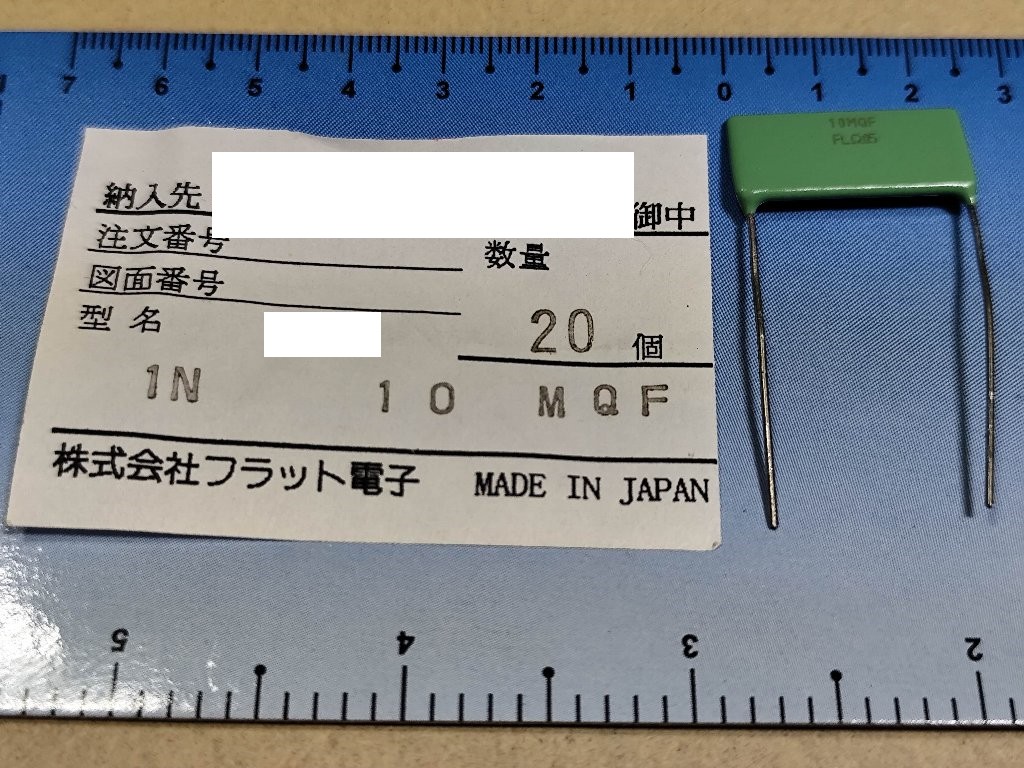 7 6 5 4 3 2 1 0 1 2 3
10MQF
納入先 御中
注文番号
数量
図面番号
型名
20 個
1N 10 MQF
株式会社フラット電子 MADE IN JAPAN
5 4 3 2